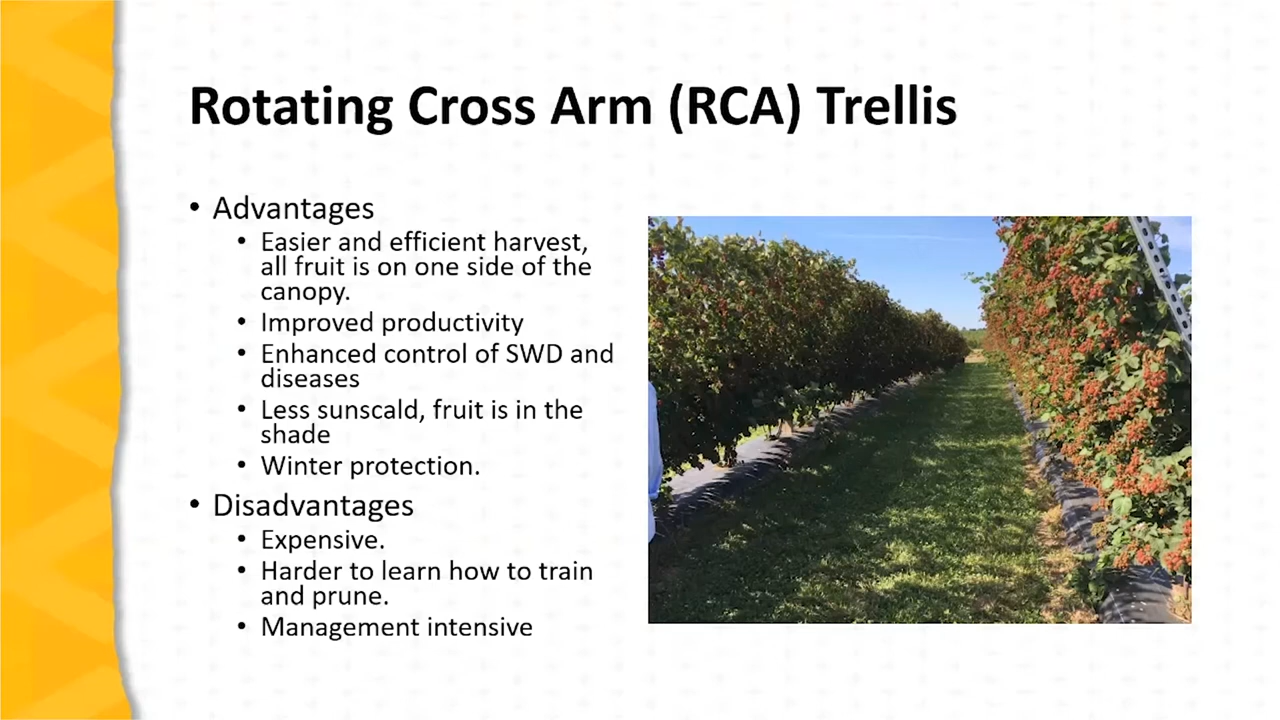 Rotating Cross Arm (RCA) Trellis
• Advantages
• Easier and efficient harvest,
all fruit is on one side of the
canopy.
• Improved productivity
• Enhanced control of SWD and
diseases
• Less sunscald, fruit is in the
shade
• Winter protection.
• Disadvantages
• Expensive.
• Harder to learn how to train
and prune.
• Management intensive